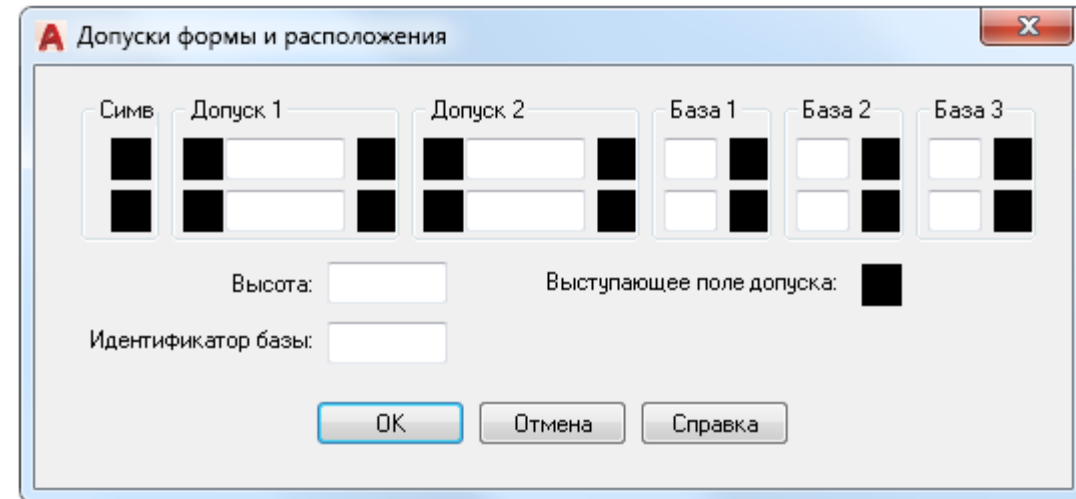 Допуски формы и расположения
Симв Допуск 1 Допуск 2 База 1 База 2 База 3
Высота: Выступающее поле допуска:
Идентификатор базы:
OK Отмена Справка